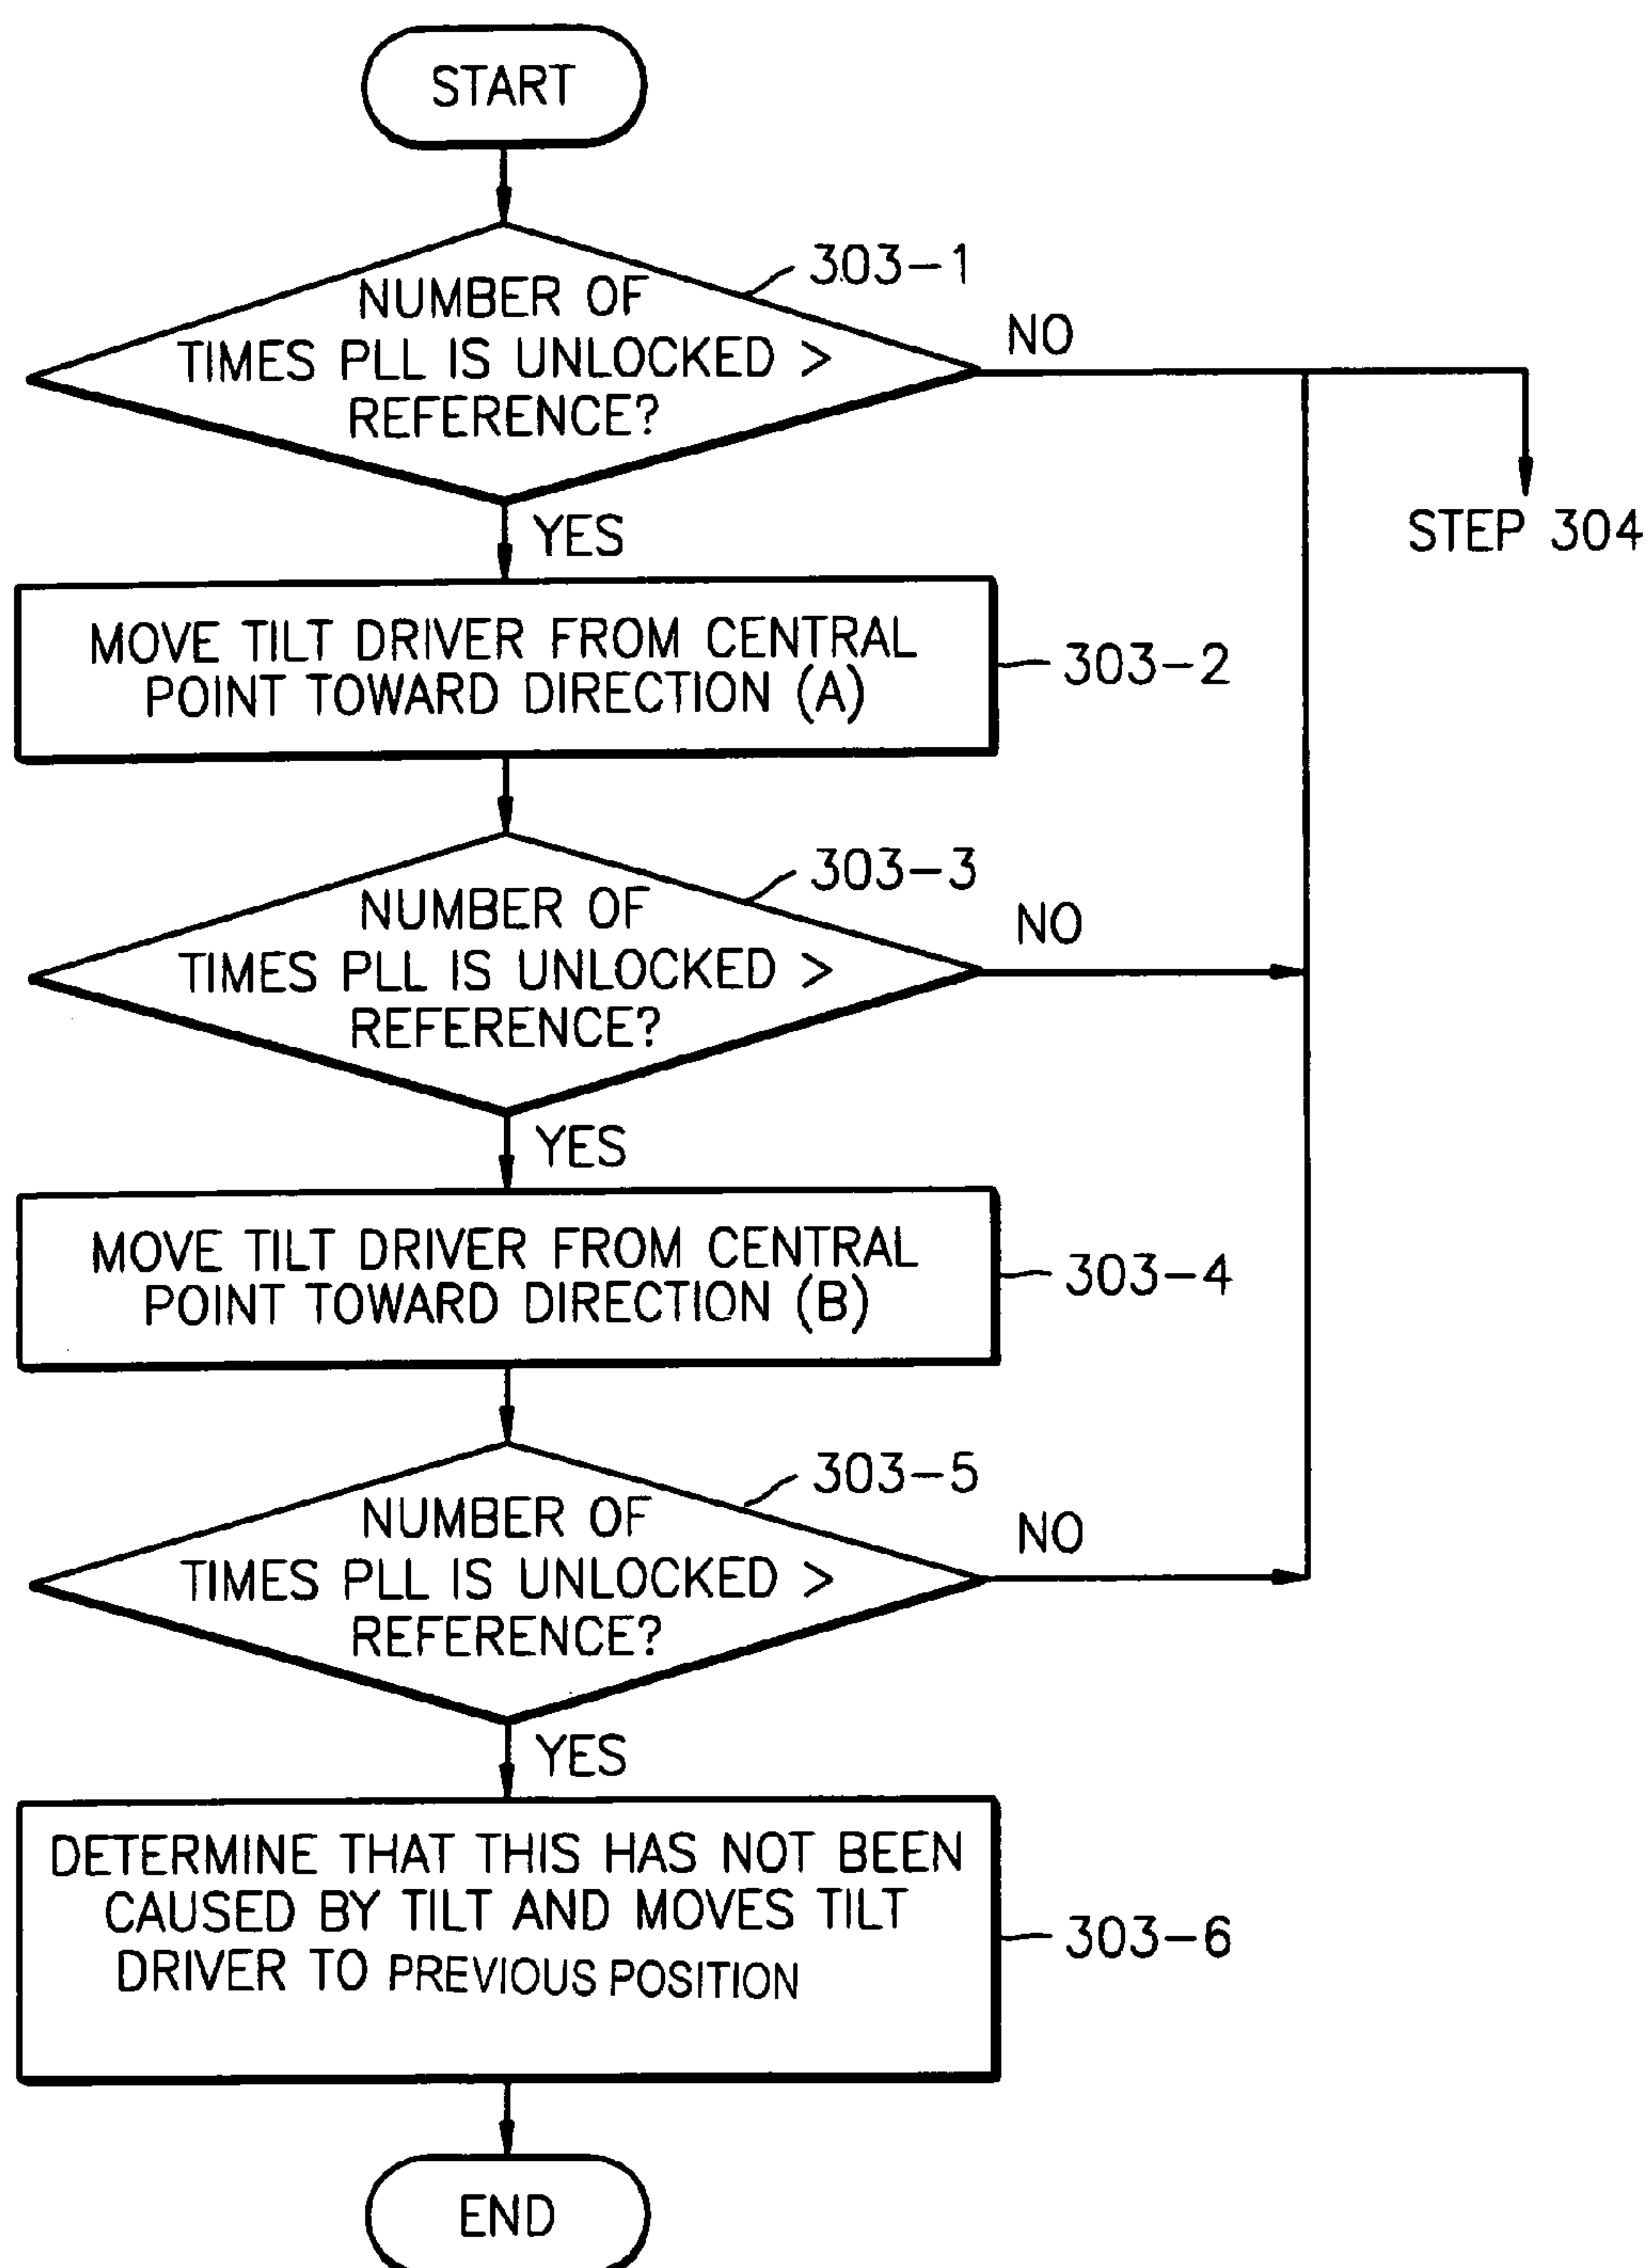 START
303-1
NUMBER OF
TIMES PLL IS UNLOCKED >
REFERENCE?
NO
STEP 304
YES
MOVE TILT DRIVER FROM CENTRAL
POINT TOWARD DIRECTION (A)
303-2
303-3
NUMBER OF
TIMES PLL IS UNLOCKED >
REFERENCE?
NO
YES
MOVE TILT DRIVER FROM CENTRAL
POINT TOWARD DIRECTION (B)
303-4
303-5
NUMBER OF
TIMES PLL IS UNLOCKED >
REFERENCE?
NO
YES
DETERMINE THAT THIS HAS NOT BEEN
CAUSED BY TILT AND MOVES TILT
DRIVER TO PREVIOUS POSITION
303-6
END